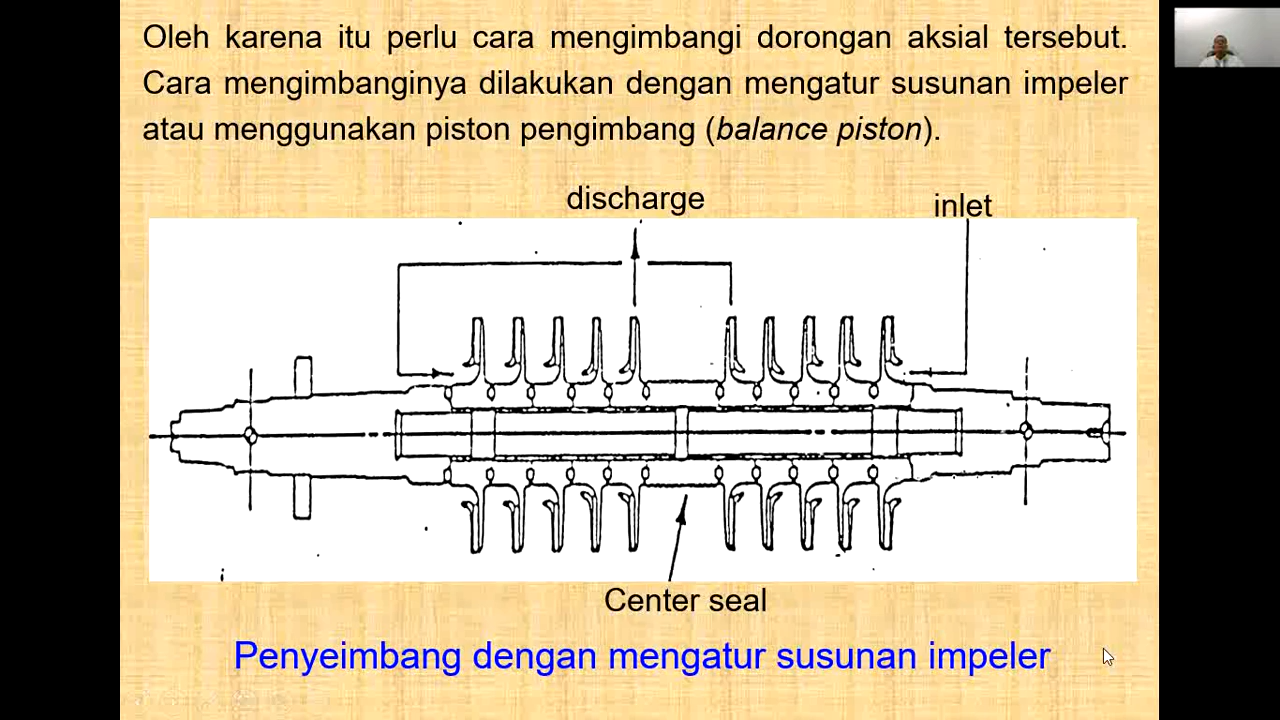 Oleh karena itu perlu cara mengimbangi dorongan aksial tersebut.
Cara mengimbanginya dilakukan dengan mengatur susunan impeler
atau menggunakan piston pengimbang (balance piston).
discharge
inlet
Center seal
Penyeimbang dengan mengatur susunan impeler